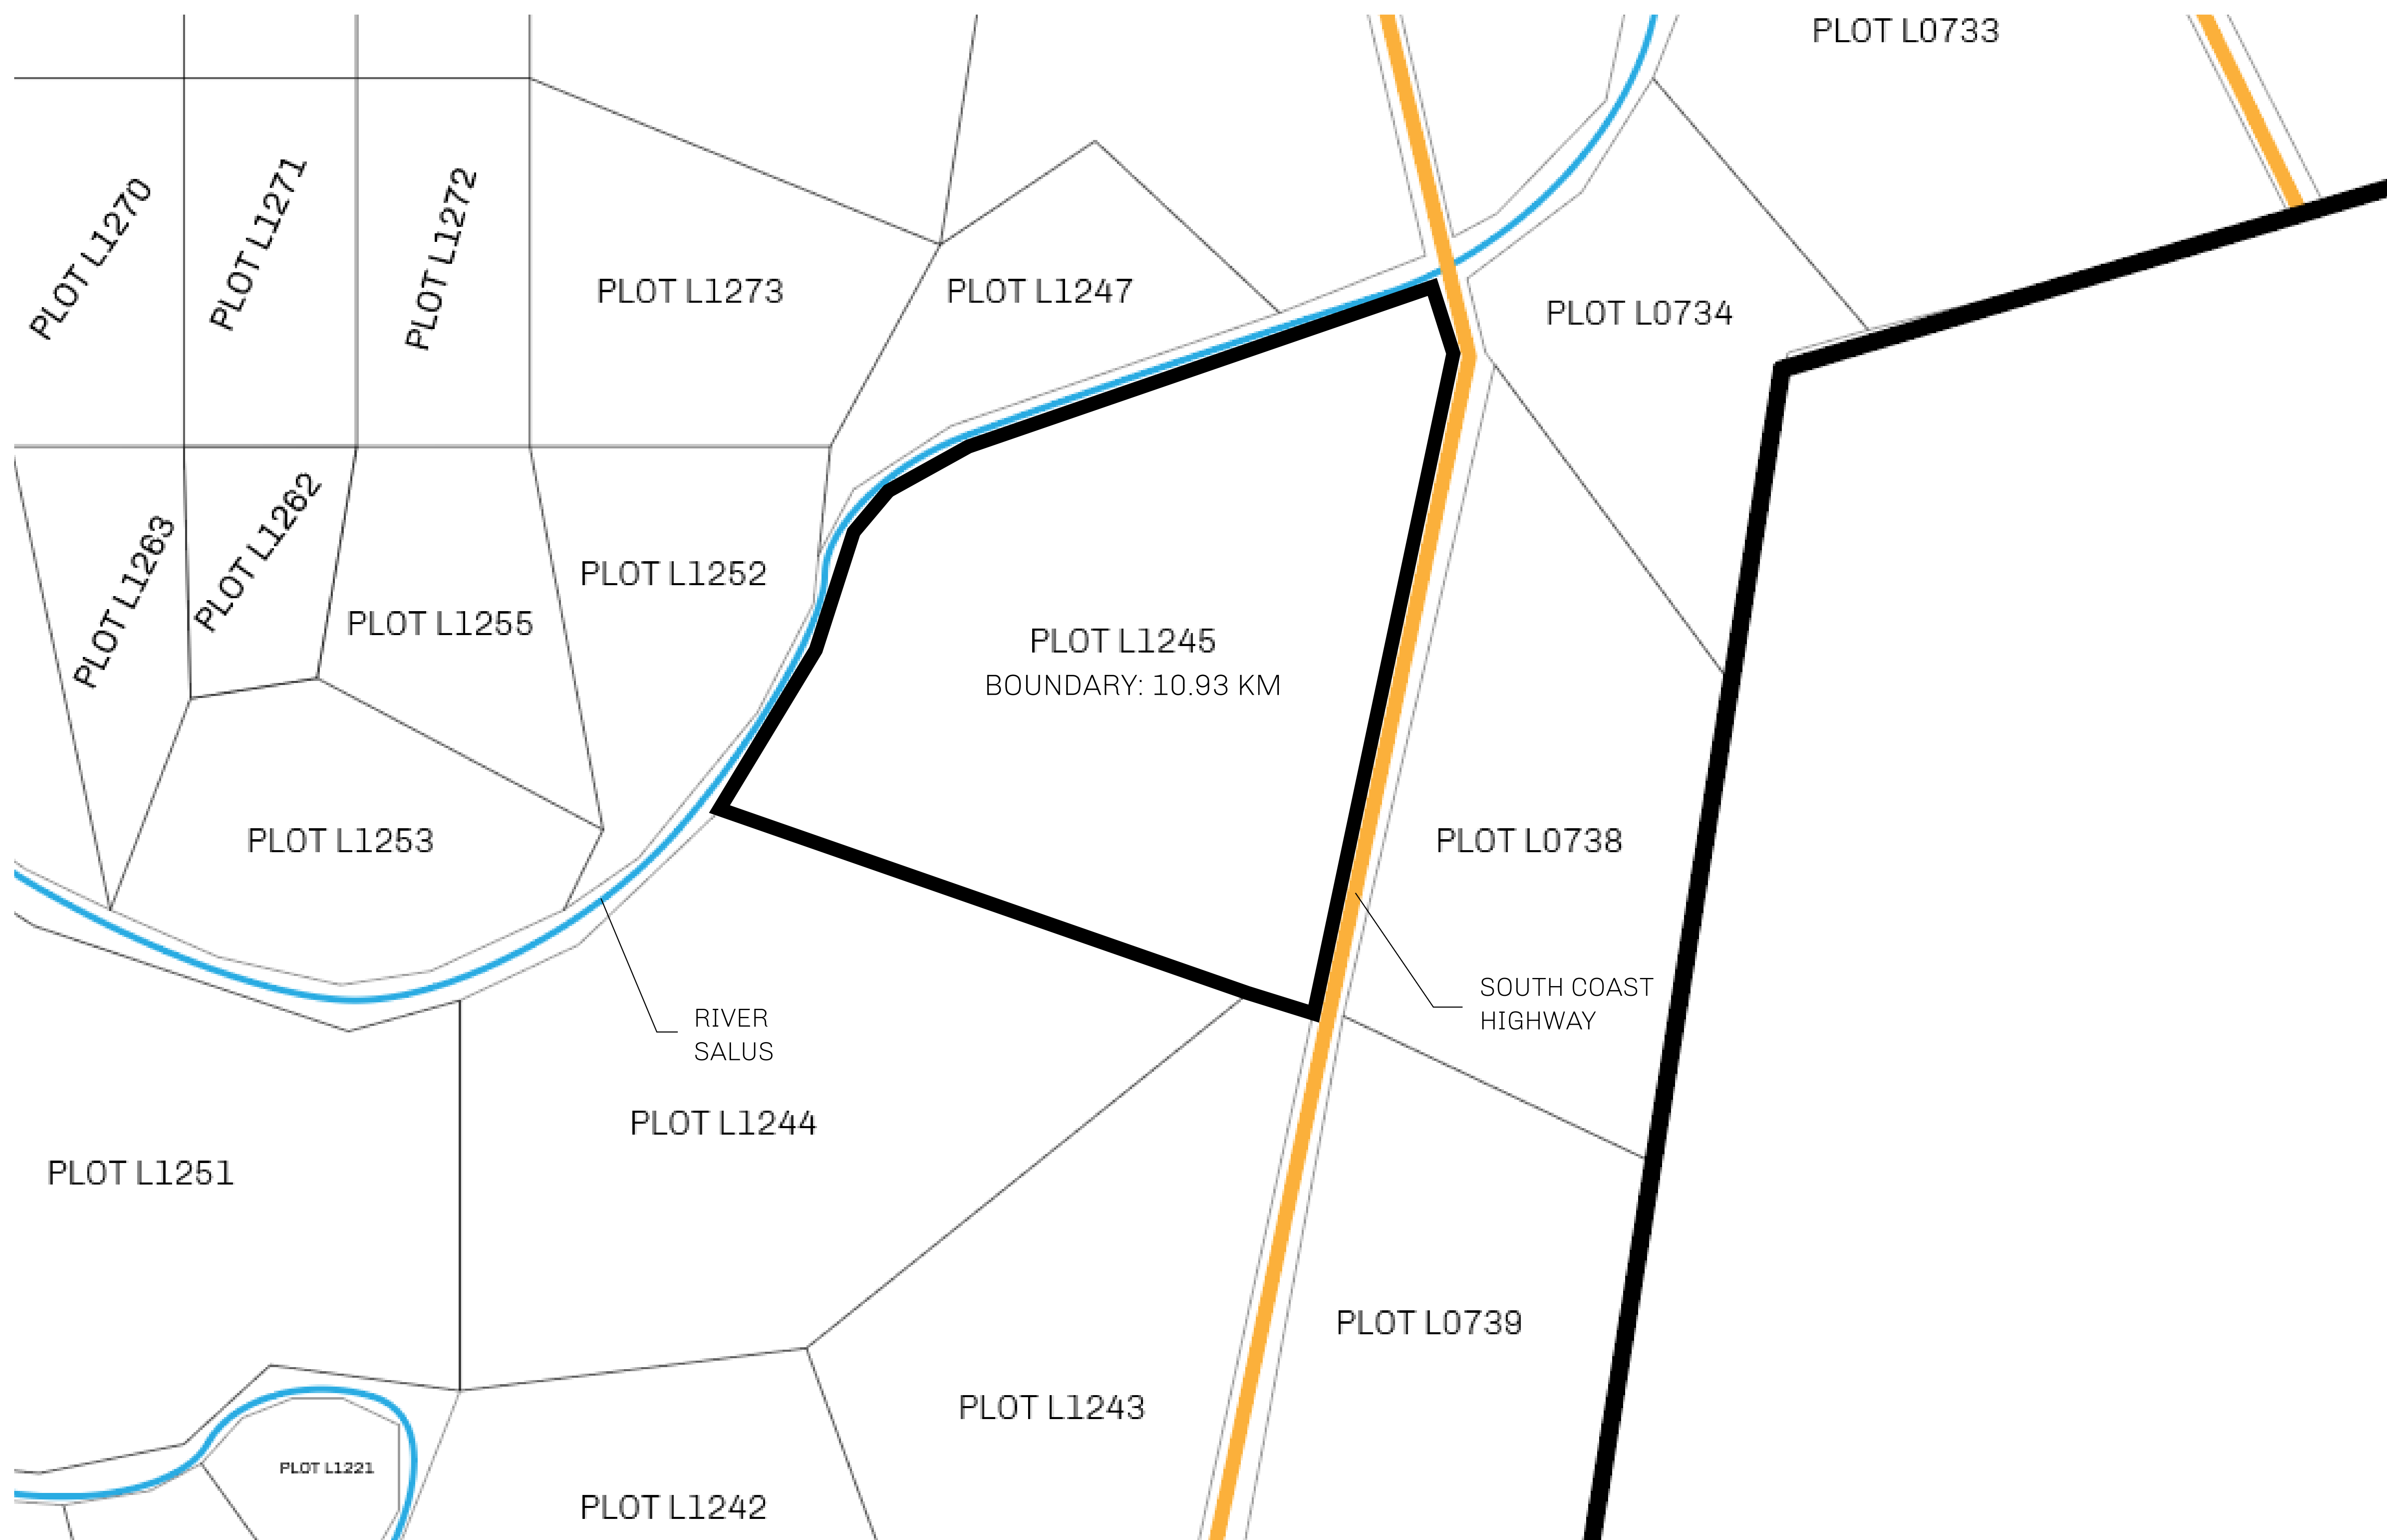 PLOT L0733
PLOT L1270
PLOT L1271
PLOT L1272
PLOT L1273
PLOT L1247
PLOT L0734
PLOT L1263
PLOT L1262
PLOT L1255
PLOT L1252
PLOT L1245
BOUNDARY: 10.93 KM
PLOT L1253
PLOT L0738
RIVER
SALUS
SOUTH COAST
HIGHWAY
PLOT L1244
PLOT L1251
PLOT L0739
PLOT L1243
PLOT L1221
PLOT L1242